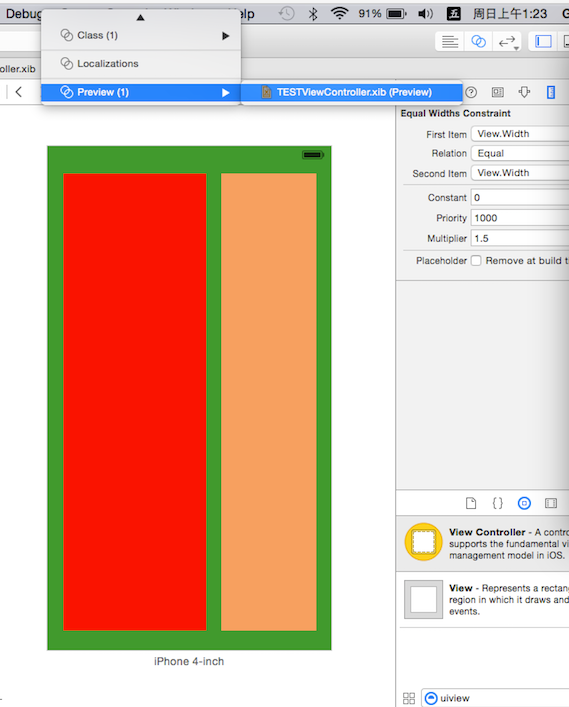 Debug
elp
91%
五
周日上午1:23
G
Class (1)
Localizations
Preview (1)
TESTViewController.xib (Preview)
oller.xib
Equal Widths Constraint
First Item View.Width
Relation Equal
Second Item View.Width
Constant 0
Priority 1000
Multiplier 1.5
Placeholder Remove at build t
iPhone 4-inch
View Controller - A contro
supports the fundamental vi
management model in iOS.
View - Represents a rectang
region in which it draws and
events.
uiview